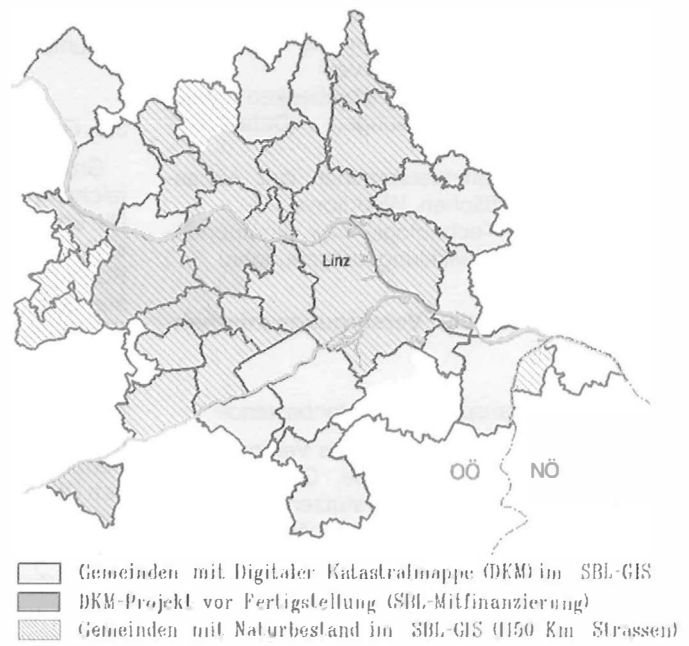 Linz
OÖ NÖ
Gemeinden mit Digitaler Katastralmappe (DKM) im SBL-GIS
DKM-Projekt vor Fertigstellung (SBL-Mitfinanzierung)
Gemeinden mit Naturbestand im SBL-GIS (1150 Km Strassen)